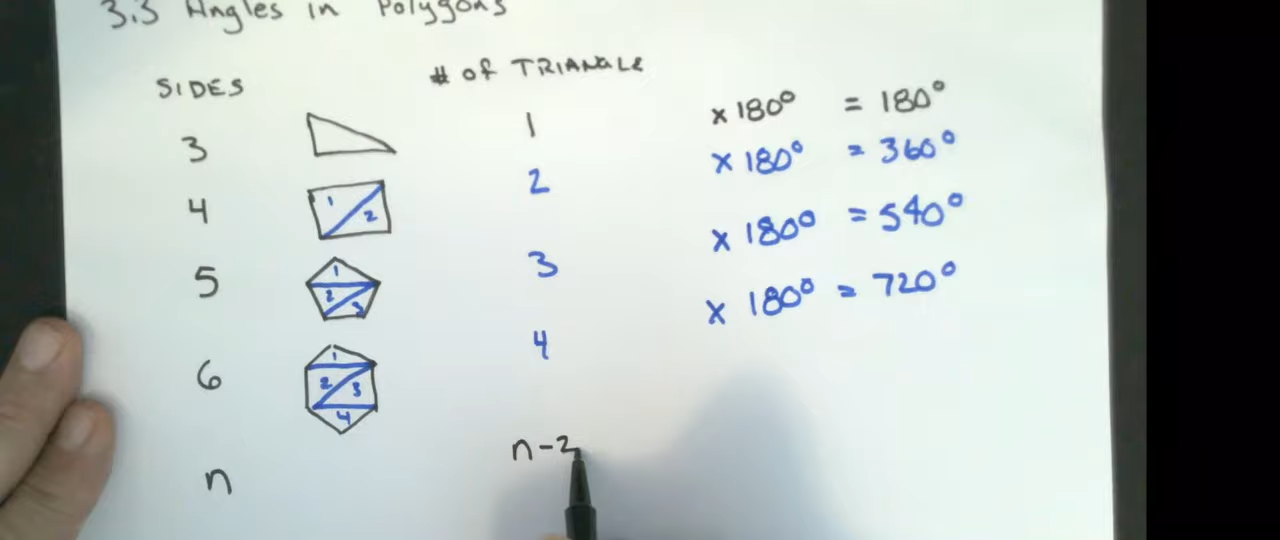 3.3 Angles in Polygons
SIDES # of TRIANGLE
3 1 × 180° = 180°
4 1 2 2 × 180° = 360°
5 1 2 3 3 × 180° = 540°
6 1 2 3 4 4 × 180° = 720°
n n-2